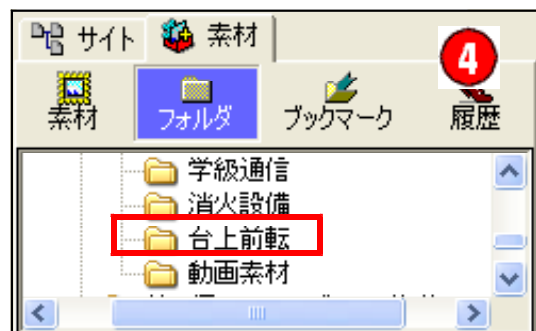 サイト 素材
4
素材 フォルダ ブックマーク 履歴
学級通信
消火設備
台上前転
動画素材